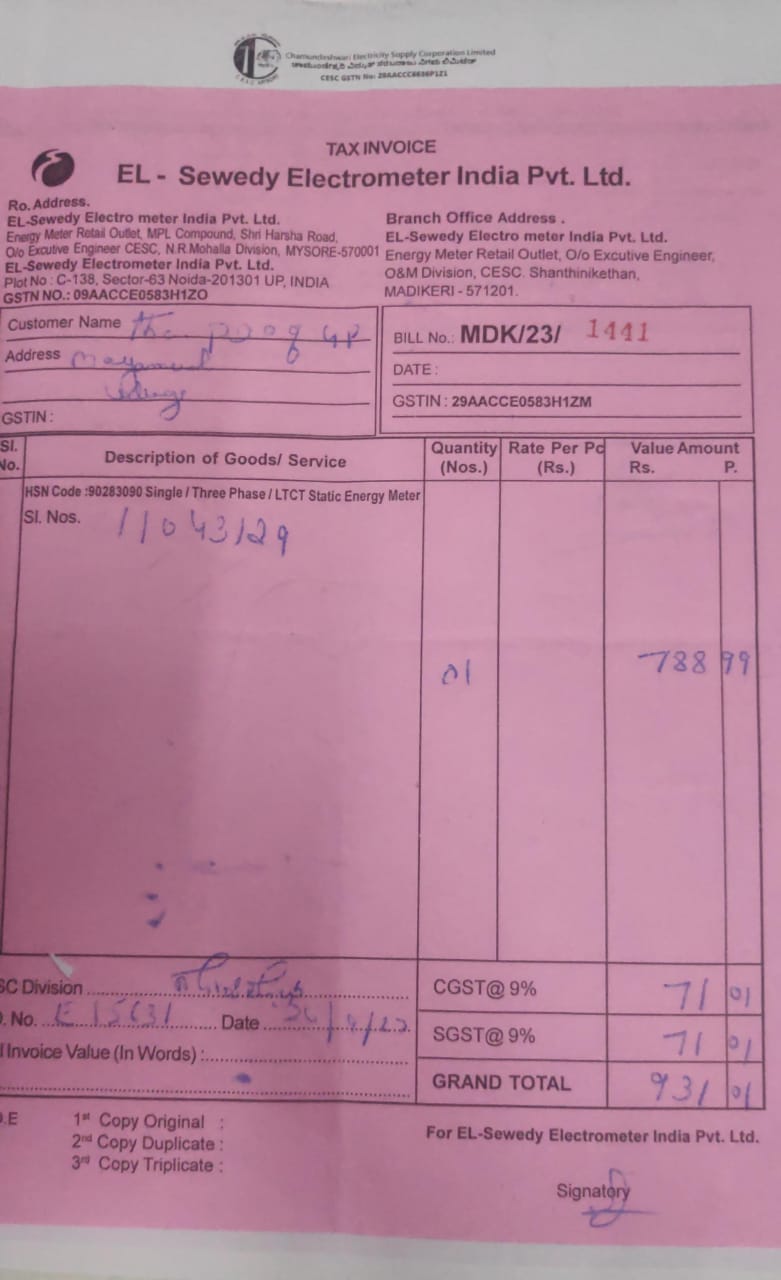 Chamundeshwari Electricity Supply Corporation Limited
CESC GSTN No: 29AACCC6636P1Z1
TAX INVOICE
EL - Sewedy Electrometer India Pvt. Ltd.
Ro. Address.
EL-Sewedy Electro meter India Pvt. Ltd.
Energy Meter Retail Outlet, MPL Compound, Shri Harsha Road,
O/o Excutive Engineer CESC, N.R.Mohalla Division, MYSORE-570001
EL-Sewedy Electrometer India Pvt. Ltd.
Plot No : C-138, Sector-63 Noida-201301 UP, INDIA
GSTN NO.: 09AACCE0583H1ZO
Branch Office Address .
EL-Sewedy Electro meter India Pvt. Ltd.
Energy Meter Retail Outlet, O/o Excutive Engineer,
O&M Division, CESC. Shanthinikethan,
MADIKERI - 571201.
Customer Name
Address
GSTIN :
BILL No.: MDK/23/ 1441
DATE :
GSTIN : 29AACCE0583H1ZM
Sl. No. Description of Goods/ Service Quantity (Nos.) Rate Per Pc (Rs.) Value Amount Rs. P.
HSN Code :90283090 Single / Three Phase / LTCT Static Energy Meter
Sl. Nos. 11043129
01 788 99
SC Division
. No. Date
Invoice Value (In Words) :
CGST@ 9% 71 01
SGST@ 9% 71 01
GRAND TOTAL 931 01
.E 1st Copy Original :
2nd Copy Duplicate :
3rd Copy Triplicate :
For EL-Sewedy Electrometer India Pvt. Ltd.
Signatory